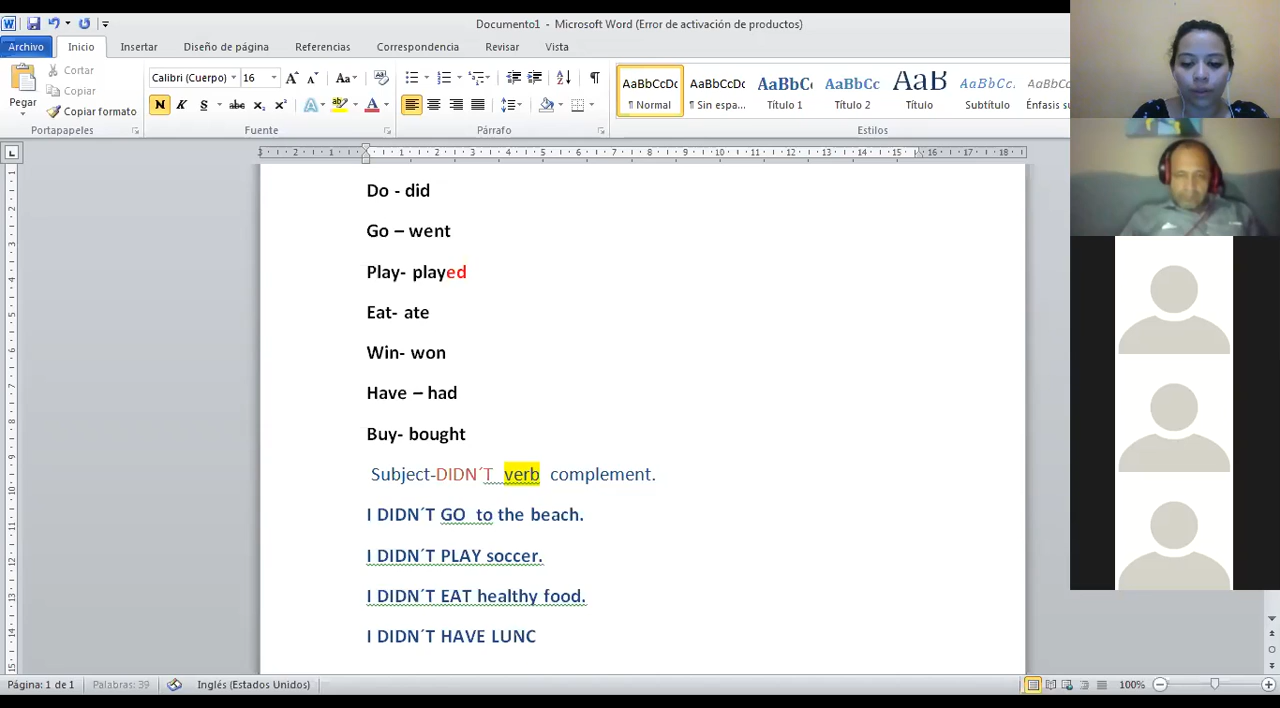 Documento1 - Microsoft Word (Error de activación de productos)
Archivo Inicio Insertar Diseño de página Referencias Correspondencia Revisar Vista
Pegar
Cortar
Copiar
Copiar formato
Portapapeles
Calibri (Cuerpo) 16
Fuente
Párrafo
AaBbCcDc AaBbCcDc AaBbC AaBbCc AaB AaBbCc AaBbCc
¶ Normal ¶ Sin espa... Título 1 Título 2 Título Subtítulo Énfasis su
Estilos
Do - did
Go – went
Play- played
Eat- ate
Win- won
Have – had
Buy- bought
Subject-DIDN´T verb complement.
I DIDN´T GO to the beach.
I DIDN´T PLAY soccer.
I DIDN´T EAT healthy food.
I DIDN´T HAVE LUNC
Página: 1 de 1 Palabras: 39 Inglés (Estados Unidos) 100%